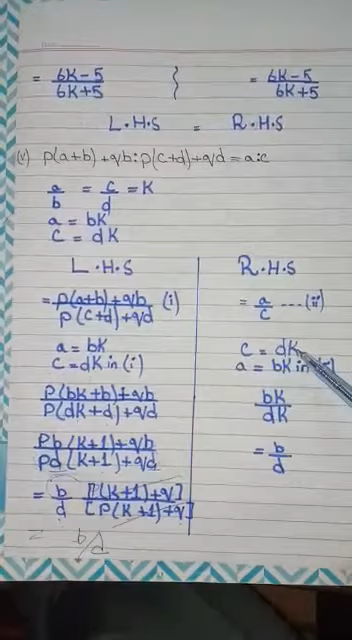 = 6K-5 / 6K+5 } = 6K-5 / 6K+5
L.H.S = R.H.S
(v) p(a+b)+qb:p(c+d)+qd=a:c
a/b = c/d = K
a = bK
c = dK
L.H.S
= p(a+b)+qb / p(c+d)+qd (i)
a = bK
c = dK.in (i)
p(bK+b)+qb / p(dK+d)+qd
pb(K+1)+qb / pd(K+1)+qd
= b/d [P(K+1)+q] / [P(K+1)+q]
= b/d
R.H.S
= a/c ---(ii)
c = dK
a = bK in
bK/dK
= b/d